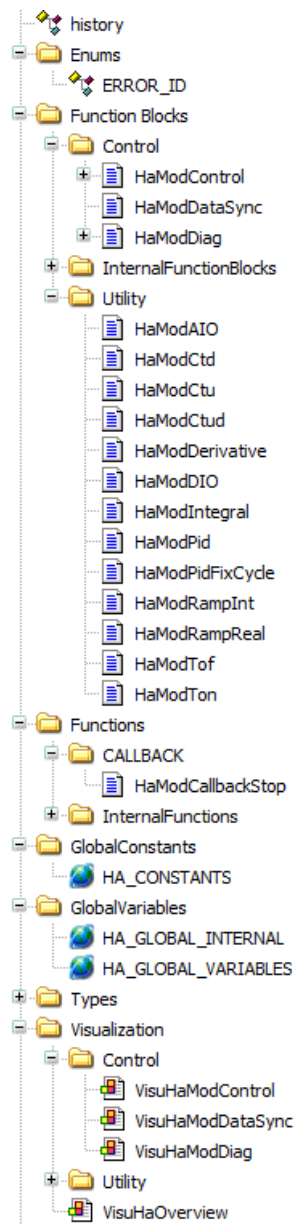 history
Enums
ERROR_ID
Function Blocks
Control
HaModControl
HaModDataSync
HaModDiag
InternalFunctionBlocks
Utility
HaModAIO
HaModCtd
HaModCtu
HaModCtud
HaModDerivative
HaModDIO
HaModIntegral
HaModPid
HaModPidFixCycle
HaModRampInt
HaModRampReal
HaModTof
HaModTon
Functions
CALLBACK
HaModCallbackStop
InternalFunctions
GlobalConstants
HA_CONSTANTS
GlobalVariables
HA_GLOBAL_INTERNAL
HA_GLOBAL_VARIABLES
Types
Visualization
Control
VisuHaModControl
VisuHaModDataSync
VisuHaModDiag
Utility
VisuHaOverview